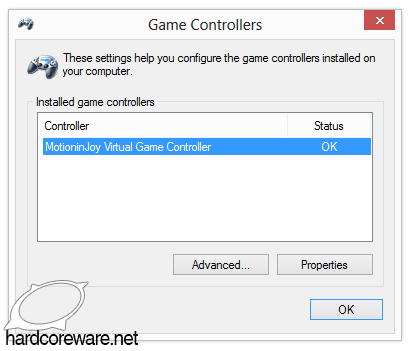 Game Controllers
These settings help you configure the game controllers installed on
your computer.
Installed game controllers
Controller Status
MotioninJoy Virtual Game Controller OK
Advanced... Properties
OK
hardcoreware.net